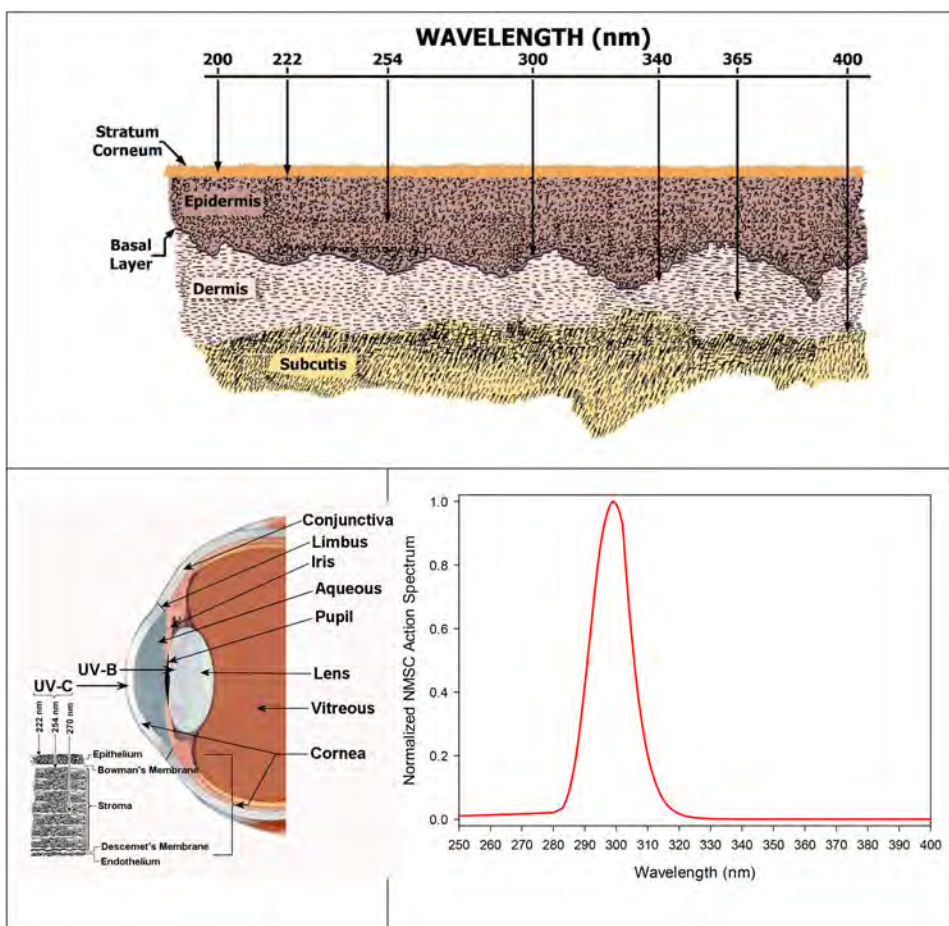 WAVELENGTH (nm)
200 222 254 300 340 365 400
Stratum
Corneum
Epidermis
Basal
Layer
Dermis
Subcutis
Conjunctiva
Limbus
Iris
Aqueous
Pupil
UV-B
Lens
UV-C
Vitreous
222 nm
254 nm
270 nm
Cornea
Epithelium
Bowman's Membrane
Stroma
Descemet's Membrane
Endothelium
Normalized NMSC Action Spectrum
1.0
0.8
0.6
0.4
0.2
0.0
250 260 270 280 290 300 310 320 330 340 350 360 370 380 390 400
Wavelength (nm)